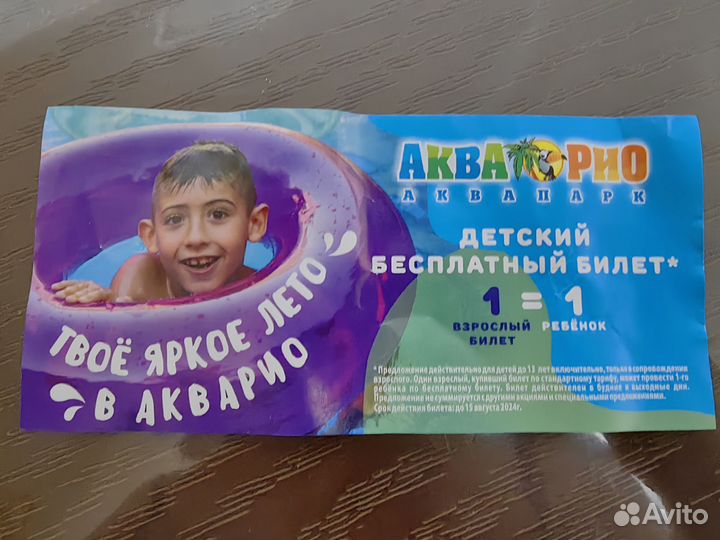 ТВОЁ ЯРКОЕ ЛЕТО
В АКВАРИО
АКВАРИО
АКВАПАРК
ДЕТСКИЙ
БЕСПЛАТНЫЙ БИЛЕТ*
1 = 1
ВЗРОСЛЫЙ РЕБЁНОК
БИЛЕТ
* Предложение действительно для детей до 13 лет включительно, только в сопровождении
взрослого. Один взрослый, купивший билет по стандартному тарифу, может провести 1-го
ребёнка по бесплатному билету. Билет действителен в будние и выходные дни.
Предложение не суммируется с другими акциями и специальными предложениями.
Срок действия билета: до 15 августа 2024г.
Avito